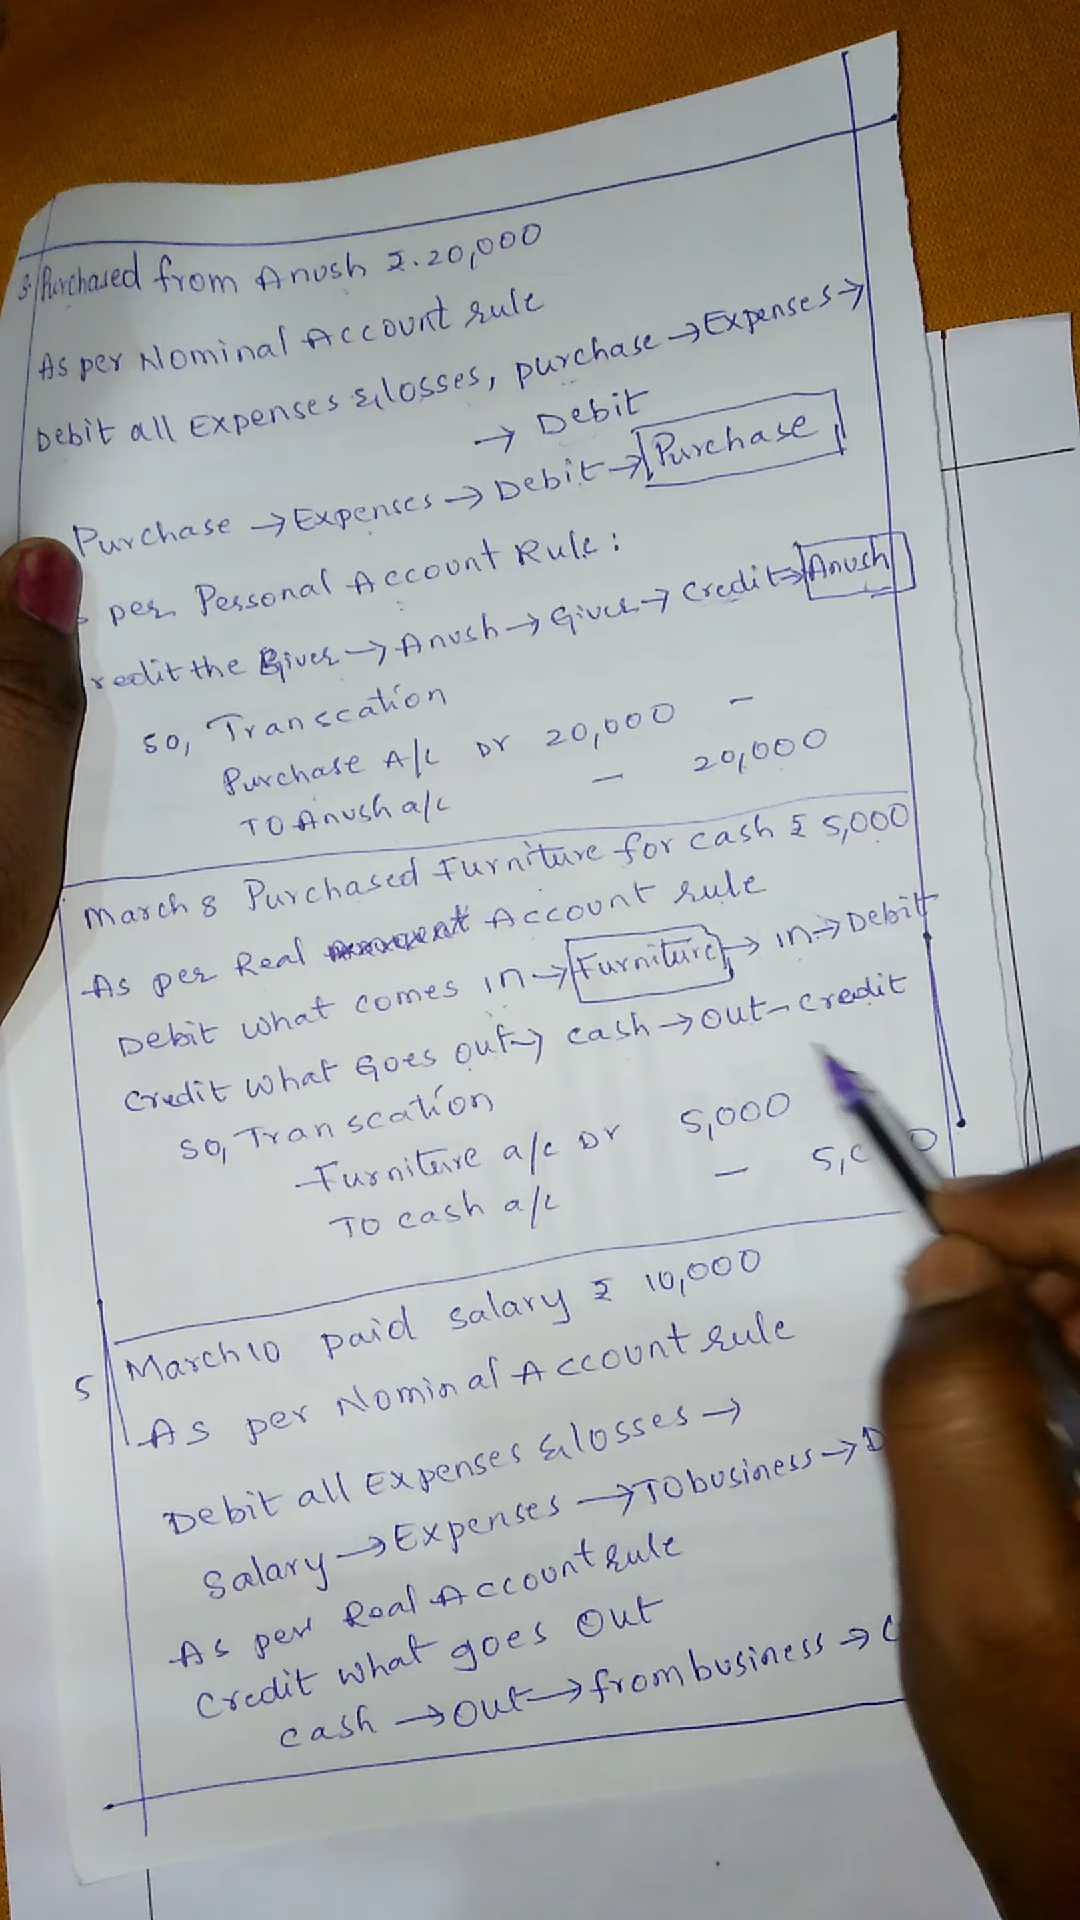 3. Purchased from Anush ₹.20,000
As per Nominal Account rule
Debit all Expenses & losses, purchase → Expenses →
→ Debit
Purchase → Expenses → Debit → Purchase
per Personal Account Rule:
redit the Giver → Anush → Giver → Credit → Anush
So, Transcation
Purchase A/c Dr 20,000 -
To Anush a/c - 20,000
March 8 Purchased Furniture for cash ₹ 5,000
As per Real Account rule
Debit what comes in → Furniture → in → Debit
Credit what Goes out → cash → out - credit
So, Transcation
Furniture a/c Dr 5,000
To cash a/c -
5 March 10 paid salary ₹ 10,000
As per Nominal Account rule
Debit all Expenses & losses →
Salary → Expenses → To business → D
As per Real Account rule
Credit what goes Out
cash → out → from business → C